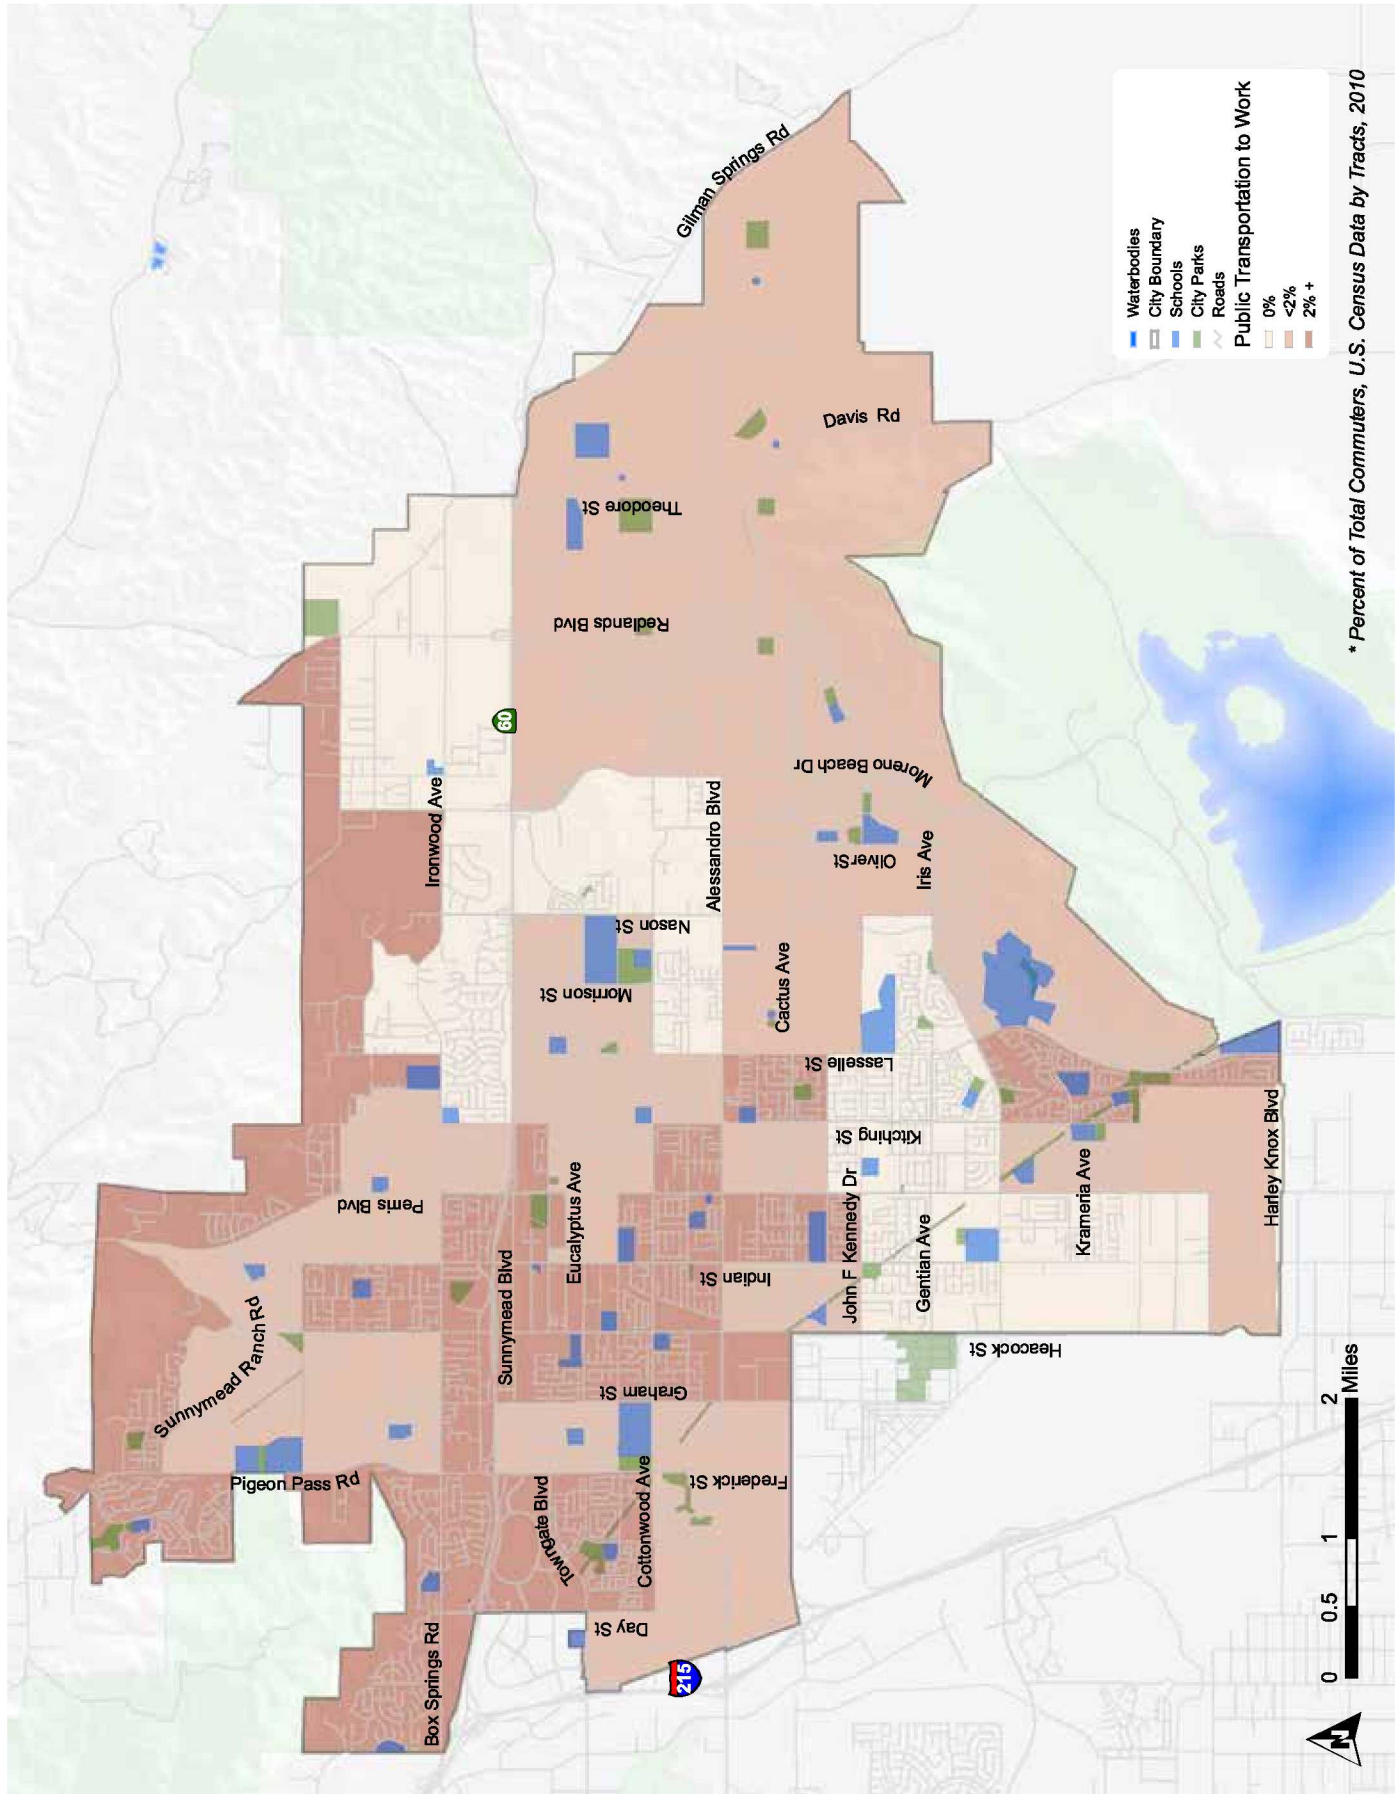 Gilman Springs Rd
Davis Rd
Theodore St
Redlands Blvd
60
Moreno Beach Dr
Ironwood Ave
Alessandro Blvd
Oliver St
Iris Ave
Nason St
Morrison St
Cactus Ave
Lasselle St
Kitching St
Perris Blvd
Eucalyptus Ave
John F Kennedy Dr
Krameria Ave
Harley Knox Blvd
Gentian Ave
Indian St
Sunnymead Blvd
Sunnymead Ranch Rd
Heacock St
Graham St
Pigeon Pass Rd
Frederick St
Towngate Blvd
Cottonwood Ave
Day St
Box Springs Rd
215
Waterbodies
City Boundary
Schools
City Parks
Roads
Public Transportation to Work
0%
<2%
2% +
* Percent of Total Commuters, U.S. Census Data by Tracts, 2010
0 0.5 1 2
Miles
N